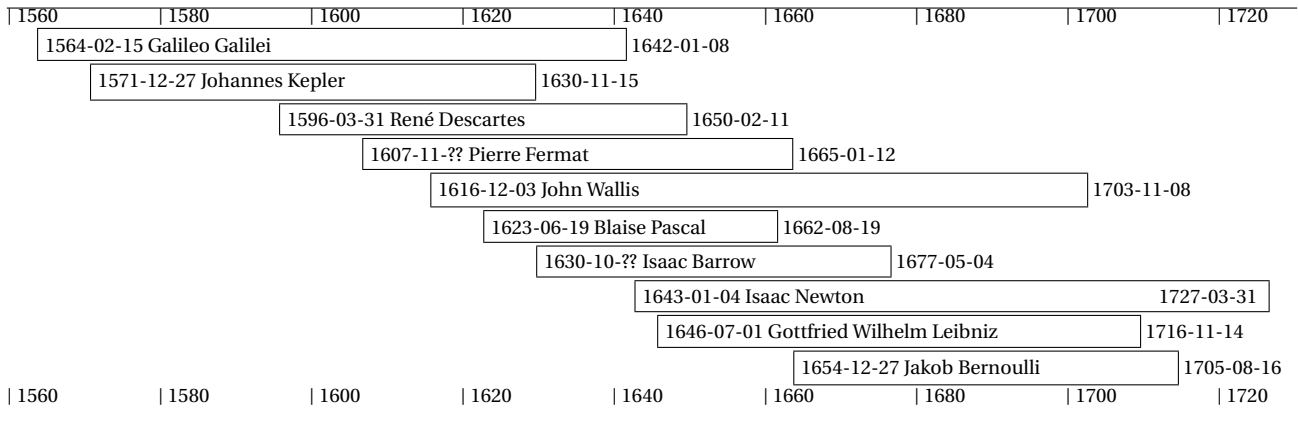 | 1560 | 1580 | 1600 | 1620 | 1640 | 1660 | 1680 | 1700 | 1720
1564-02-15 Galileo Galilei 1642-01-08
1571-12-27 Johannes Kepler 1630-11-15
1596-03-31 René Descartes 1650-02-11
1607-11-?? Pierre Fermat 1665-01-12
1616-12-03 John Wallis 1703-11-08
1623-06-19 Blaise Pascal 1662-08-19
1630-10-?? Isaac Barrow 1677-05-04
1643-01-04 Isaac Newton 1727-03-31
1646-07-01 Gottfried Wilhelm Leibniz 1716-11-14
1654-12-27 Jakob Bernoulli 1705-08-16
| 1560 | 1580 | 1600 | 1620 | 1640 | 1660 | 1680 | 1700 | 1720